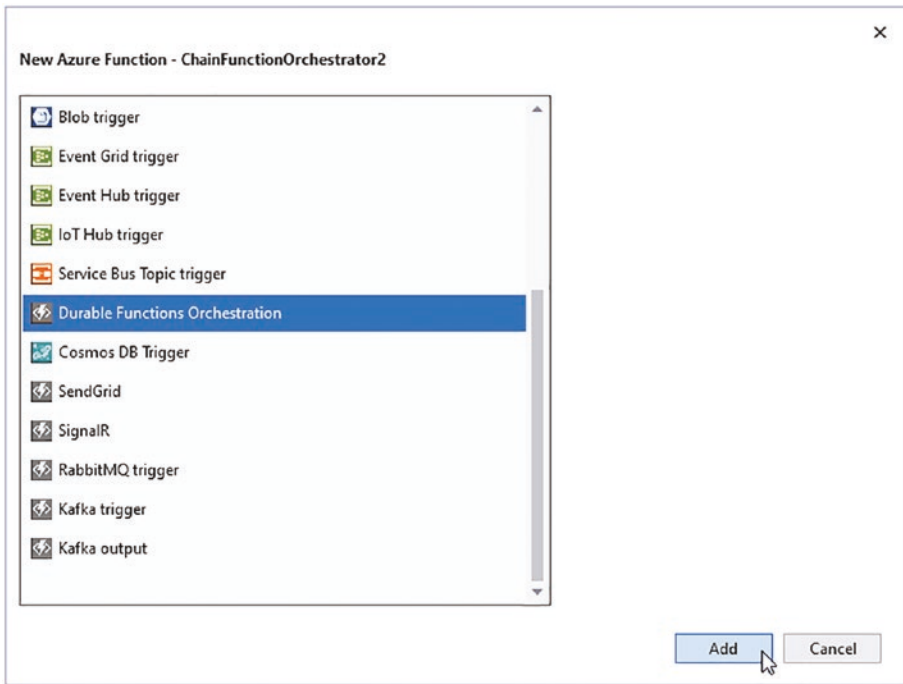 New Azure Function - ChainFunctionOrchestrator2
Blob trigger
Event Grid trigger
Event Hub trigger
IoT Hub trigger
Service Bus Topic trigger
Durable Functions Orchestration
Cosmos DB Trigger
SendGrid
SignalR
RabbitMQ trigger
Kafka trigger
Kafka output
Add Cancel